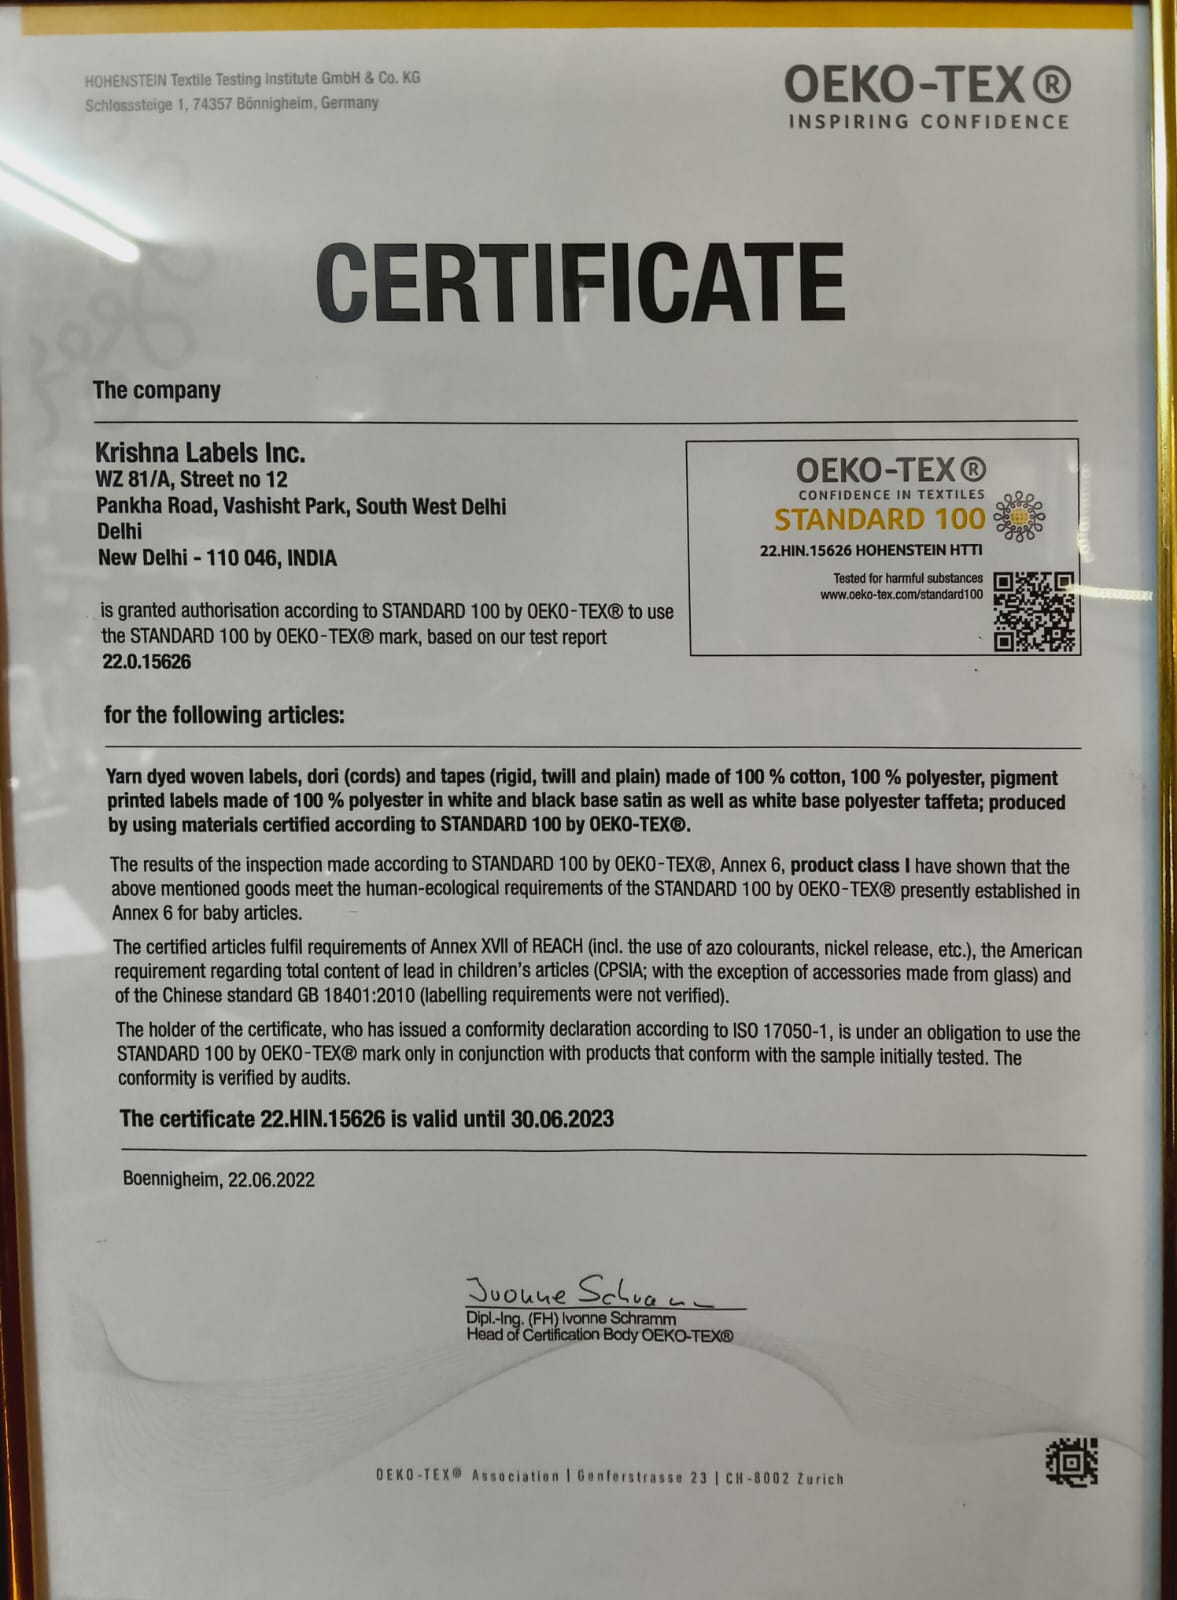 HOHENSTEIN Textile Testing Institute GmbH & Co. KG
Schlosssteige 1, 74357 Bönnigheim, Germany
OEKO-TEX®
INSPIRING CONFIDENCE
CERTIFICATE
The company
Krishna Labels Inc.
WZ 81/A, Street no 12
Pankha Road, Vashisht Park, South West Delhi
Delhi
New Delhi - 110 046, INDIA
OEKO-TEX®
CONFIDENCE IN TEXTILES
STANDARD 100
22.HIN.15626 HOHENSTEIN HTTI
Tested for harmful substances
www.oeko-tex.com/standard100
is granted authorisation according to STANDARD 100 by OEKO-TEX® to use
the STANDARD 100 by OEKO-TEX® mark, based on our test report
22.0.15626
for the following articles:
Yarn dyed woven labels, dori (cords) and tapes (rigid, twill and plain) made of 100 % cotton, 100 % polyester, pigment
printed labels made of 100 % polyester in white and black base satin as well as white base polyester taffeta; produced
by using materials certified according to STANDARD 100 by OEKO-TEX®.
The results of the inspection made according to STANDARD 100 by OEKO-TEX®, Annex 6, product class I have shown that the
above mentioned goods meet the human-ecological requirements of the STANDARD 100 by OEKO-TEX® presently established in
Annex 6 for baby articles.
The certified articles fulfil requirements of Annex XVII of REACH (incl. the use of azo colourants, nickel release, etc.), the American
requirement regarding total content of lead in children's articles (CPSIA; with the exception of accessories made from glass) and
of the Chinese standard GB 18401:2010 (labelling requirements were not verified).
The holder of the certificate, who has issued a conformity declaration according to ISO 17050-1, is under an obligation to use the
STANDARD 100 by OEKO-TEX® mark only in conjunction with products that conform with the sample initially tested. The
conformity is verified by audits.
The certificate 22.HIN.15626 is valid until 30.06.2023
Boennigheim, 22.06.2022
Ivonne Schramm
Dipl.-Ing. (FH) Ivonne Schramm
Head of Certification Body OEKO-TEX®
OEKO-TEX® Association | Genferstrasse 23 | CH-8002 Zurich